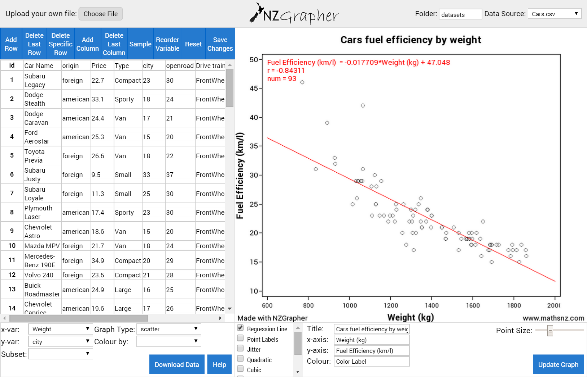 Upload your own file: Choose File
NZGrapher
Folder: datasets Data Source: Cars.csv
Add Row
Delete Last Row
Delete Specific Row
Add Column
Delete Last Column
Sample
Reorder Variable
Reset
Save Changes
id Car Name origin Price Type city openroad Drive train
1 Subaru Legacy foreign 22.7 Compact 23 30 FrontWhe
2 Dodge Stealth american 33.1 Sporty 18 24 FrontWhe
3 Dodge Caravan american 24.4 Van 17 21 FrontWhe
4 Ford Aerostar american 25.3 Van 15 20 FrontWhe
5 Toyota Previa foreign 26.6 Van 18 22 FrontWhe
6 Subaru Justy foreign 9.5 Small 33 37 FrontWhe
7 Subaru Loyale foreign 11.3 Small 25 30 FrontWhe
8 Plymouth Laser american 17.4 Sporty 23 30 FrontWhe
9 Chevrolet Astro american 18.6 Van 15 20 FrontWhe
10 Mazda MPV foreign 21.7 Van 18 24 FrontWhe
11 Mercedes-Benz 190E foreign 34.9 Compact 20 29 FrontWhe
12 Volvo 240 foreign 23.5 Compact 21 28 FrontWhe
13 Buick Roadmaster american 24.9 Large 16 25 FrontWhe
14 Chevrolet Caprice american 19.6 Large 17 26 FrontWhe
Cars fuel efficiency by weight
Fuel Efficiency (km/l) = -0.017709*Weight (kg) + 47.048
r = -0.84311
num = 93
Fuel Efficiency (km/l)
50
45
40
35
30
25
20
15
10
600 800 1000 1200 1400 1600 1800 2000
Made with NZGrapher Weight (kg) www.mathsnz.com
x-var: Weight Graph Type: scatter
y-var: city Colour by:
Subset:
Download Data Help
Regression Line
Point Labels
Jitter
Quadratic
Cubic
Title: Cars fuel efficiency by weig
x-axis: Weight (kg)
y-axis: Fuel Efficiency (km/l)
Colour: Color Label
Point Size:
Update Graph